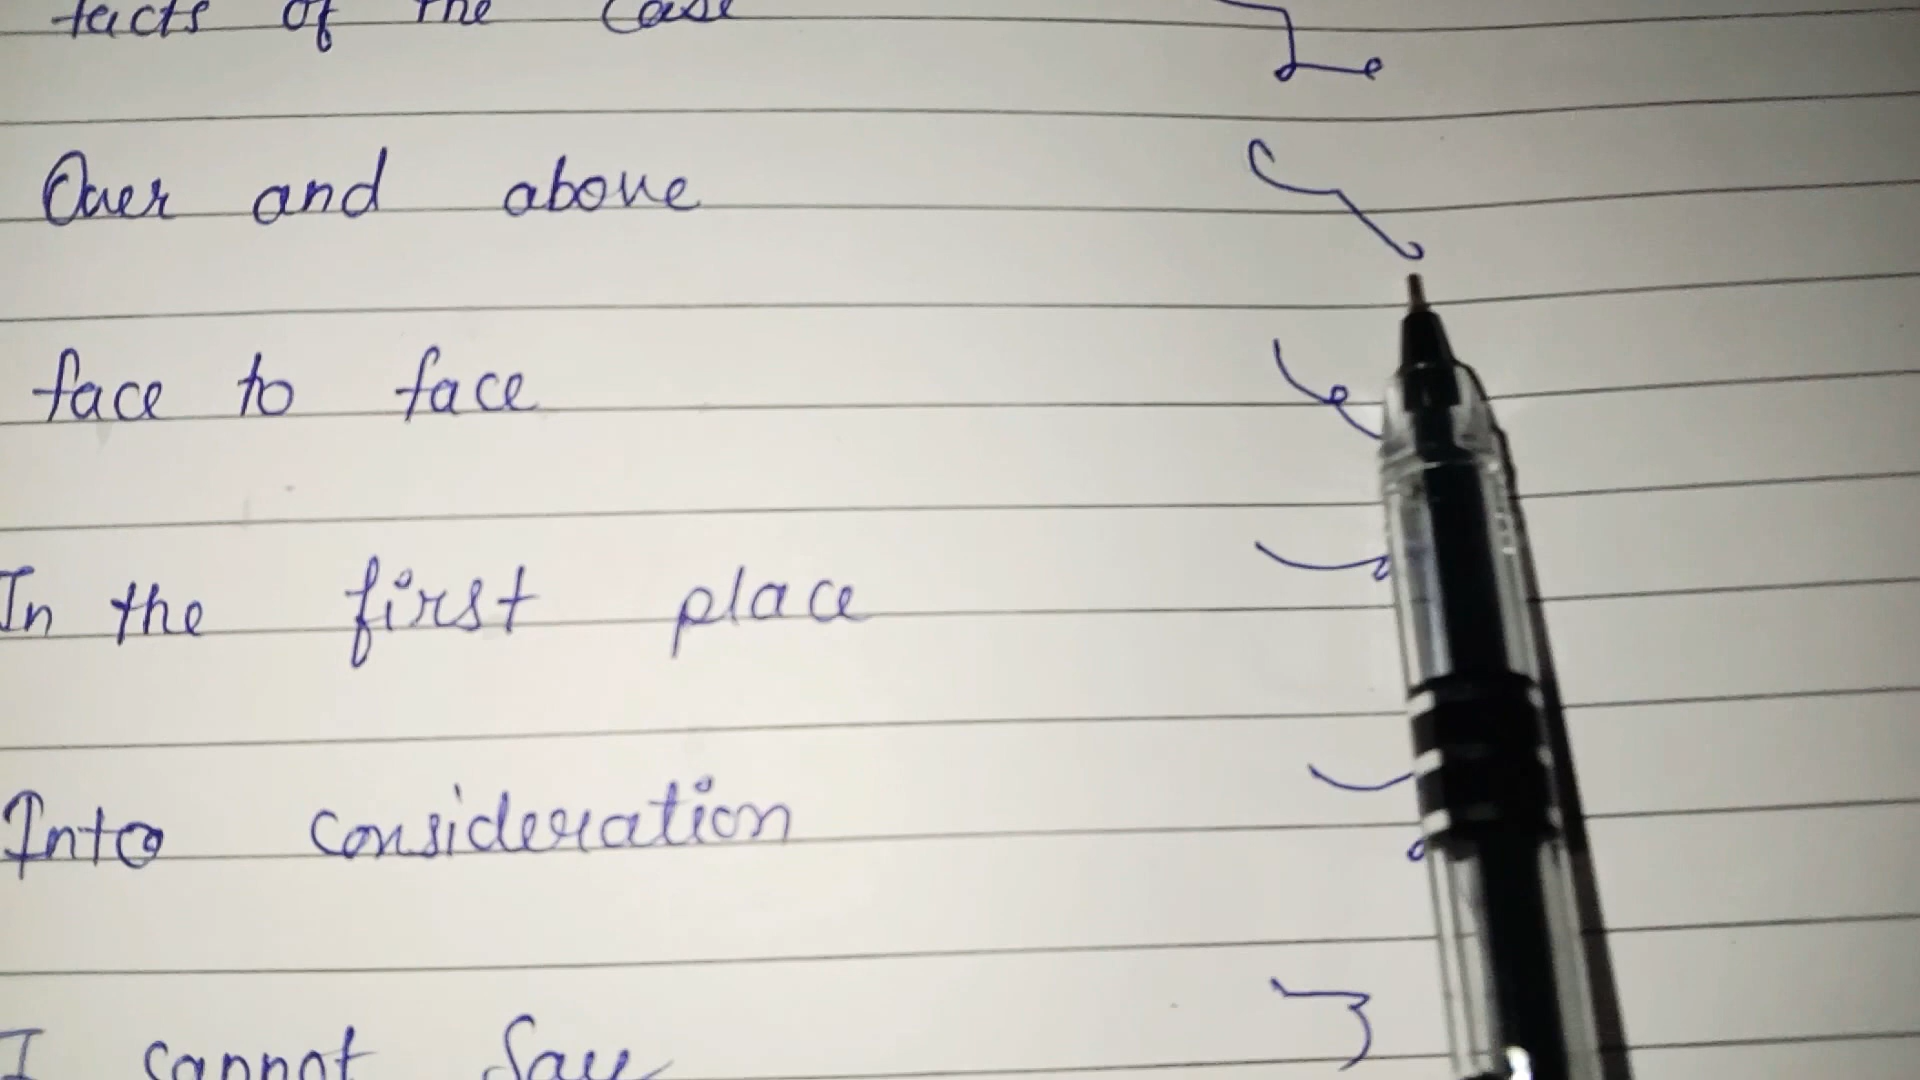 facts of the case
Over and above
face to face
In the first place
Into consideration
I cannot say